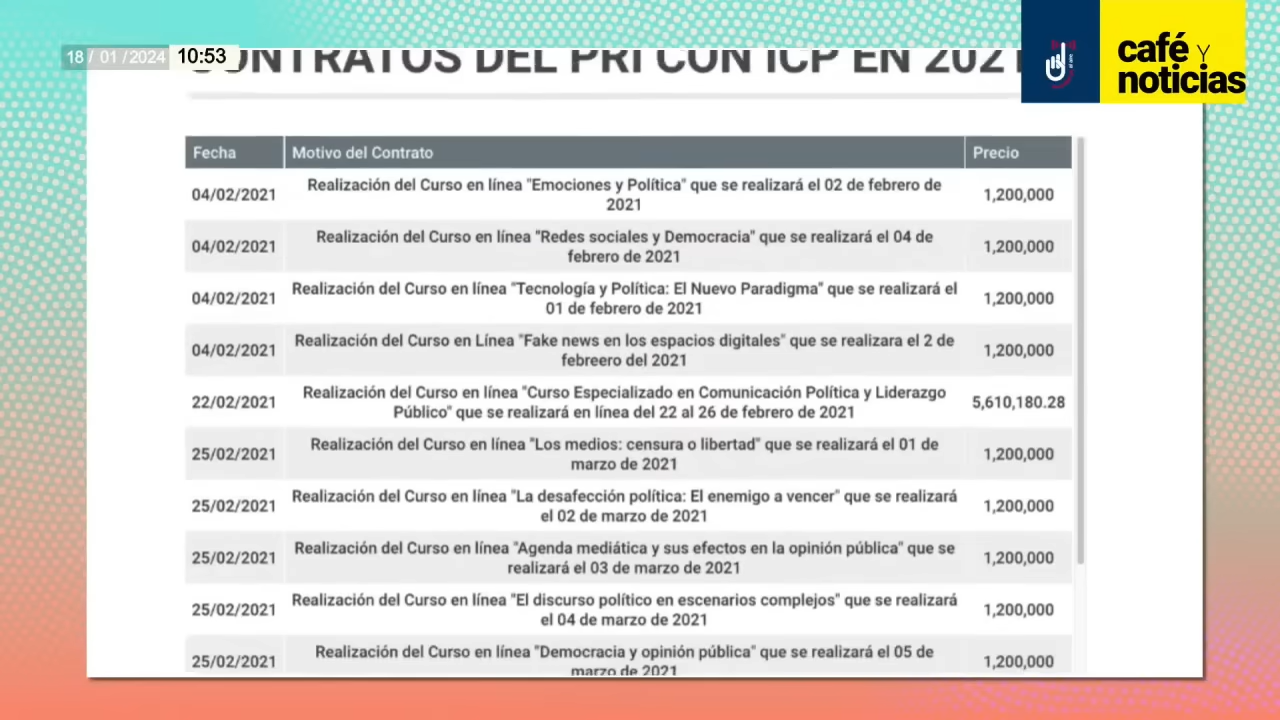 18/ 01 /2024 10:53
CONTRATOS DEL PRI CON ICP EN 2021
café Y
noticias
Fecha Motivo del Contrato Precio
04/02/2021 Realización del Curso en línea "Emociones y Política" que se realizará el 02 de febrero de 1,200,000
2021
04/02/2021 Realización del Curso en línea "Redes sociales y Democracia" que se realizará el 04 de 1,200,000
febrero de 2021
04/02/2021 Realización del Curso en línea "Tecnología y Política: El Nuevo Paradigma" que se realizará el 1,200,000
01 de febrero de 2021
04/02/2021 Realización del Curso en Línea "Fake news en los espacios digitales" que se realizara el 2 de 1,200,000
febreero del 2021
22/02/2021 Realización del Curso en línea "Curso Especializado en Comunicación Política y Liderazgo 5,610,180.28
Público" que se realizará en línea del 22 al 26 de febrero de 2021
25/02/2021 Realización del Curso en línea "Los medios: censura o libertad" que se realizará el 01 de 1,200,000
marzo de 2021
25/02/2021 Realización del Curso en línea "La desafección política: El enemigo a vencer" que se realizará 1,200,000
el 02 de marzo de 2021
25/02/2021 Realización del Curso en línea "Agenda mediática y sus efectos en la opinión pública" que se 1,200,000
realizará el 03 de marzo de 2021
25/02/2021 Realización del Curso en línea "El discurso político en escenarios complejos" que se realizará 1,200,000
el 04 de marzo de 2021
25/02/2021 Realización del Curso en línea "Democracia y opinión pública" que se realizará el 05 de 1,200,000
marzo de 2021